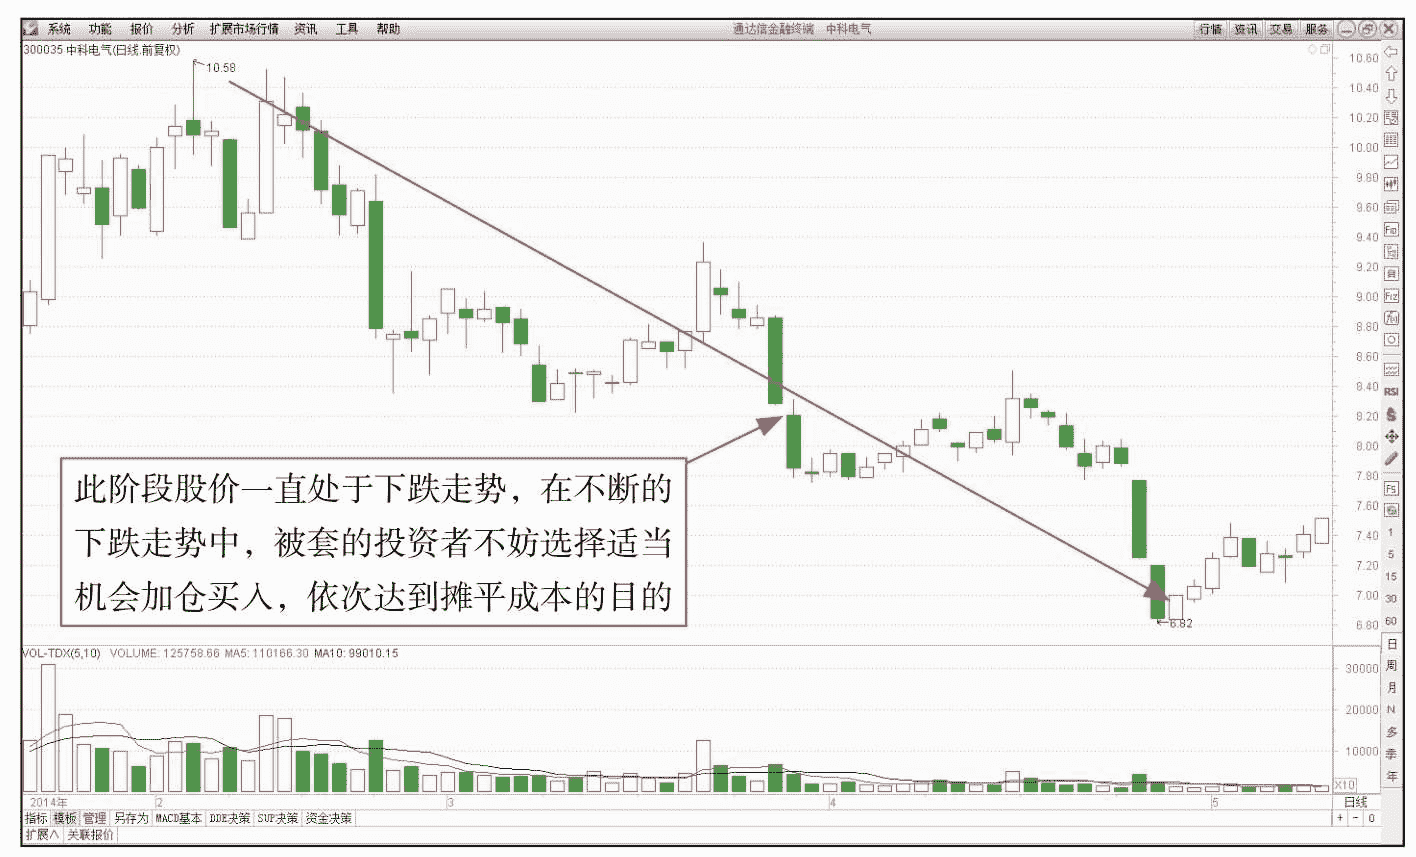 系统 功能 报价 分析 扩展市场行情 资讯 工具 帮助 通达信金融终端 中科电气 行情 资讯 交易 服务
300035 中科电气(日线.前复权)
10.58
10.60
10.40
10.20
10.00
9.80
9.60
9.40
9.20
9.00
8.80
8.60
8.40
8.20
8.00
7.80
7.60
7.40
7.20
7.00
6.80
6.82
此阶段股价一直处于下跌走势，在不断的
下跌走势中，被套的投资者不妨选择适当
机会加仓买入，依次达到摊平成本的目的
VOL-TDX(5,10) VOLUME: 125758.66 MA5: 110166.30 MA10: 99010.15
30000
20000
10000
X10
RSI
F5
1
5
15
30
60
日
周
月
N
多
季
年
2014年 2 3 4 5 日线
指标 模板 管理 另存为 MACD基本 DDE决策 SUP决策 资金决策 + - 0
扩展∧ 关联报价